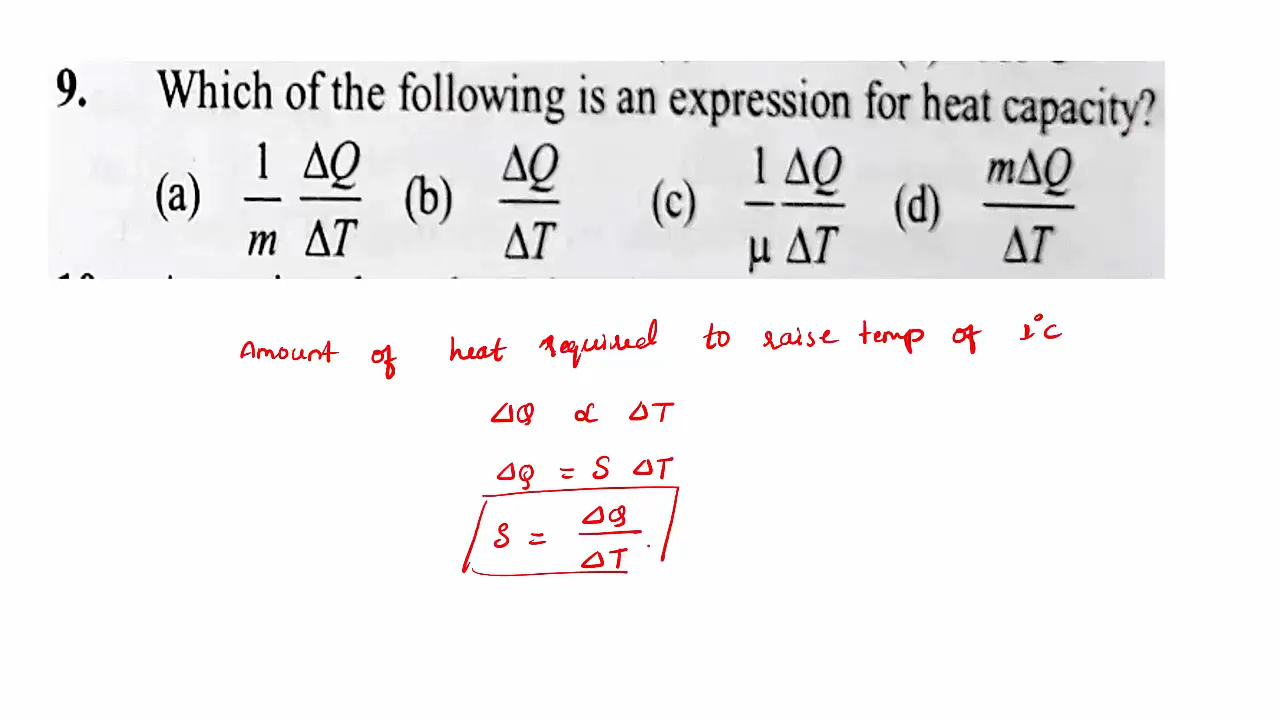 9. Which of the following is an expression for heat capacity?
(a) 1/m ΔQ/ΔT (b) ΔQ/ΔT (c) 1/μ ΔQ/ΔT (d) mΔQ/ΔT
Amount of heat required to raise temp of 1°C
ΔQ ∝ ΔT
ΔQ = S ΔT
S = ΔQ/ΔT.